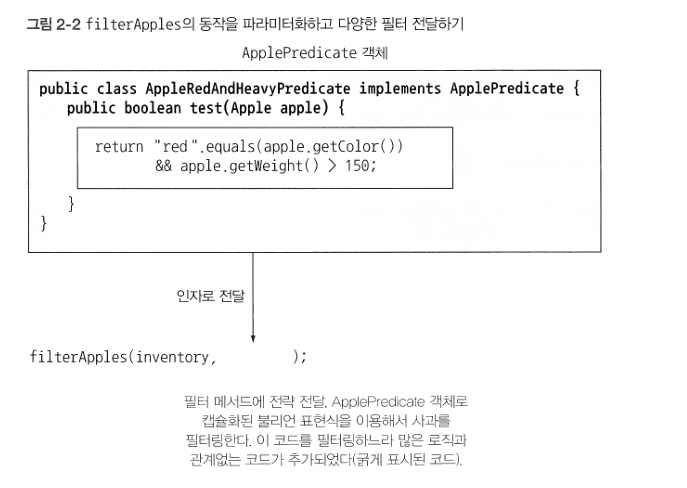 그림 2-2 filterApples의 동작을 파라미터화하고 다양한 필터 전달하기
ApplePredicate 객체
public class AppleRedAndHeavyPredicate implements ApplePredicate {
public boolean test(Apple apple) {
return "red".equals(apple.getColor())
&& apple.getWeight() > 150;
}
}
인자로 전달
filterApples(inventory, );
필터 메서드에 전략 전달. ApplePredicate 객체로
캡슐화된 불리언 표현식을 이용해서 사과를
필터링한다. 이 코드를 필터링하느라 많은 로직과
관계없는 코드가 추가되었다(굵게 표시된 코드).